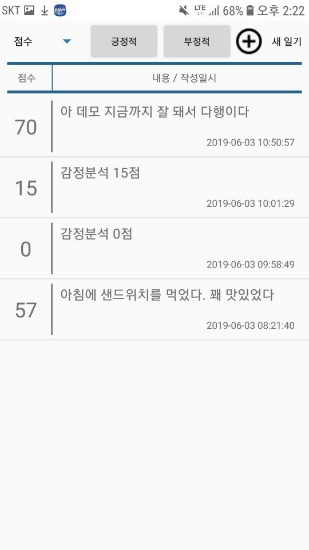 SKT LTE 68% 오후 2:22
점수 긍정적 부정적 새 일기
점수 내용 / 작성일시
70 아 데모 지금까지 잘 돼서 다행이다
2019-06-03 10:50:57
15 감정분석 15점
2019-06-03 10:01:29
0 감정분석 0점
2019-06-03 09:58:49
57 아침에 샌드위치를 먹었다. 꽤 맛있었다
2019-06-03 08:21:40